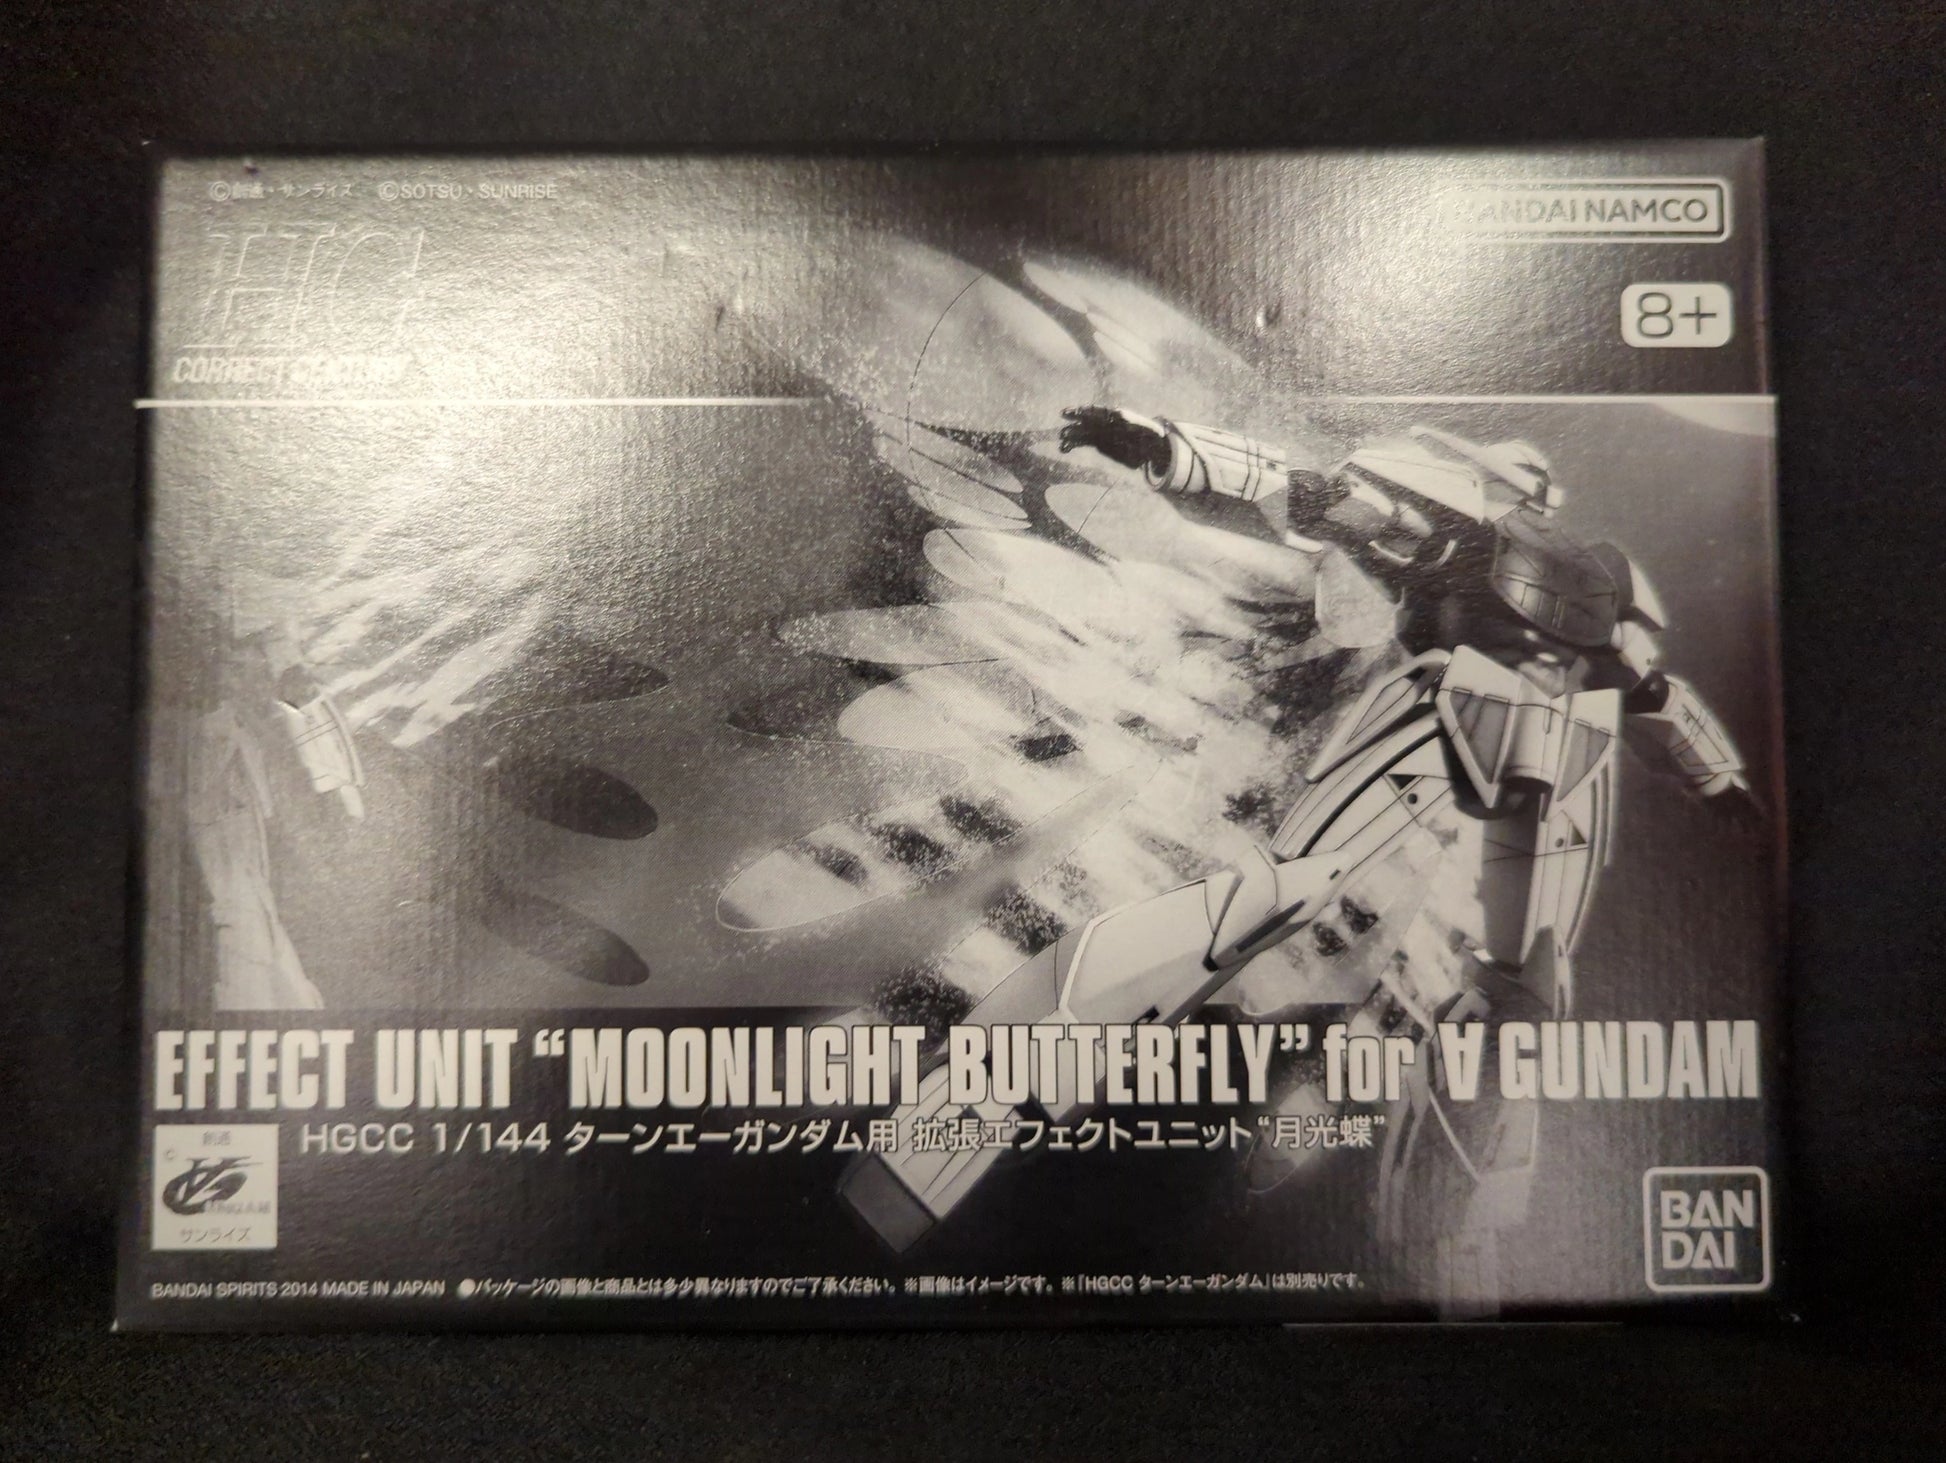 ©創通・サンライズ ©SOTSU・SUNRISE
BANDAI NAMCO
HG
8+
CORRECT CENTURY
EFFECT UNIT “MOONLIGHT BUTTERFLY” for ∀ GUNDAM
HGCC 1/144 ターンエーガンダム用 拡張エフェクトユニット“月光蝶”
創通
サンライズ
BAN
DAI
BANDAI SPIRITS 2014 MADE IN JAPAN ●パッケージの画像と商品とは多少異なりますのでご了承ください。※画像はイメージです。※「HGCC ターンエーガンダム」は別売りです。